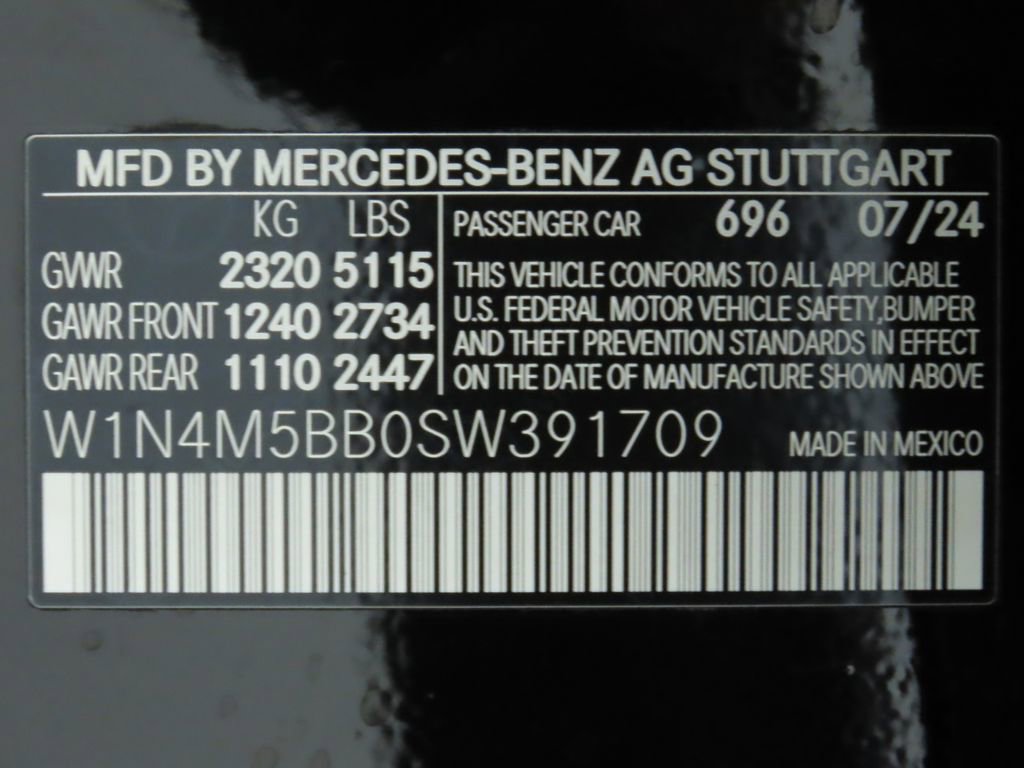 MFD BY MERCEDES-BENZ AG STUTTGART
KG LBS
GVWR 2320 5115
GAWR FRONT 1240 2734
GAWR REAR 1110 2447
PASSENGER CAR 696 07/24
THIS VEHICLE CONFORMS TO ALL APPLICABLE
U.S. FEDERAL MOTOR VEHICLE SAFETY,BUMPER
AND THEFT PREVENTION STANDARDS IN EFFECT
ON THE DATE OF MANUFACTURE SHOWN ABOVE
W1N4M5BB0SW391709 MADE IN MEXICO